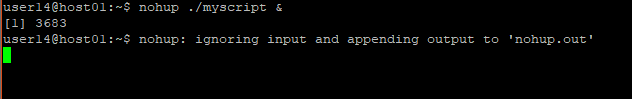 user14@host01:~$ nohup ./myscript &
[1] 3683
user14@host01:~$ nohup: ignoring input and appending output to 'nohup.out'